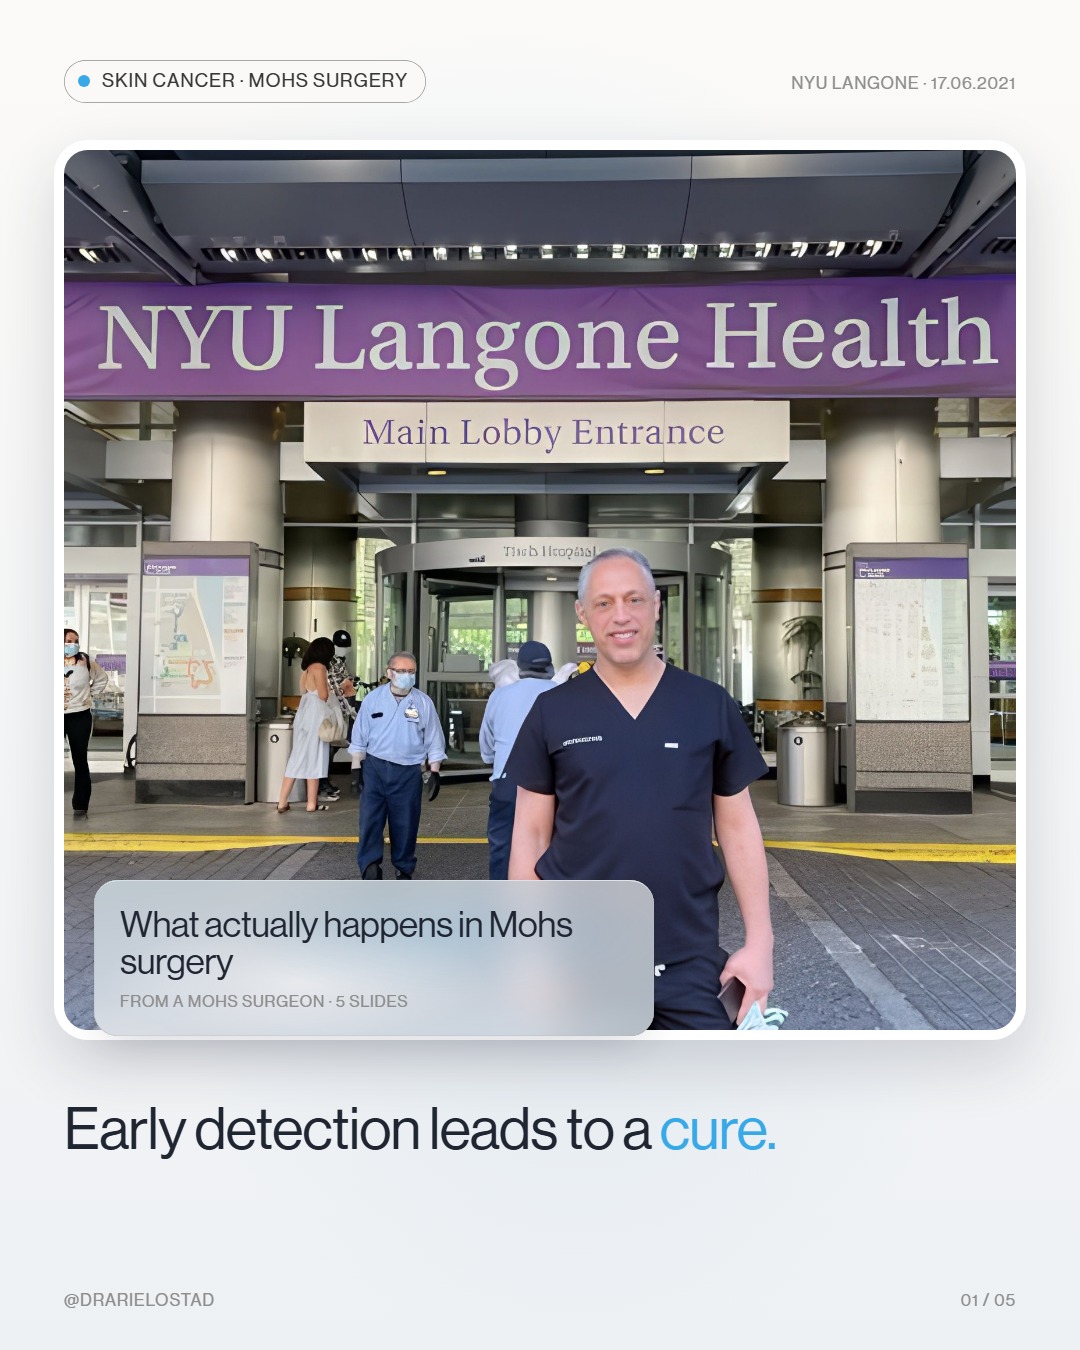 SKIN CANCER · MOHS SURGERY
NYU LANGONE · 17.06.2021
NYU Langone Health
Main Lobby Entrance
What actually happens in Mohs
surgery
FROM A MOHS SURGEON · 5 SLIDES
Early detection leads to a cure.
@DRARIELOSTAD
01 / 05